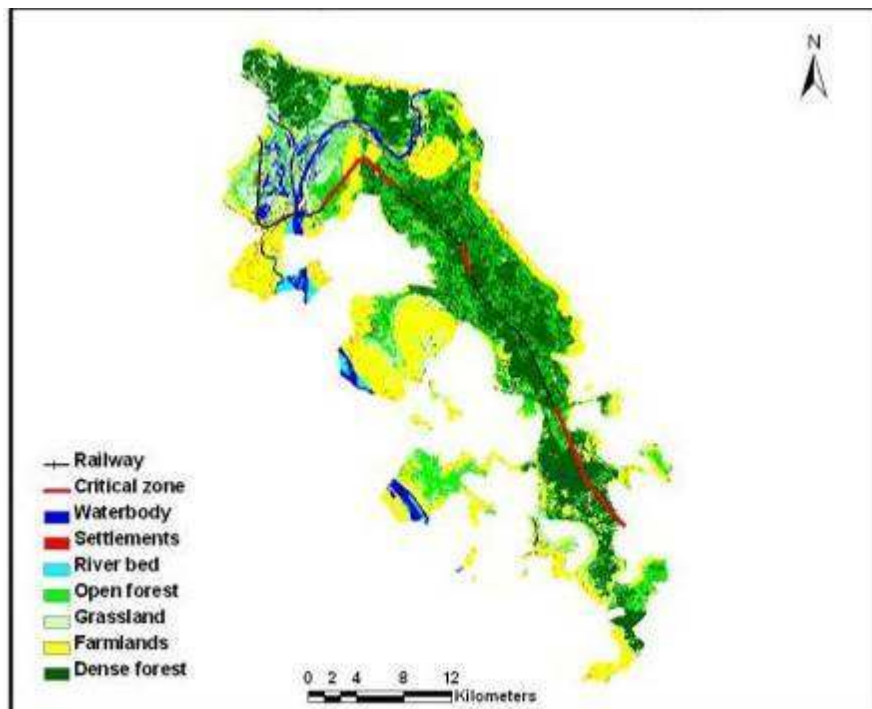 N
Railway
Critical zone
Waterbody
Settlements
River bed
Open forest
Grassland
Farmlands
Dense forest
0 2 4 8 12
Kilometers